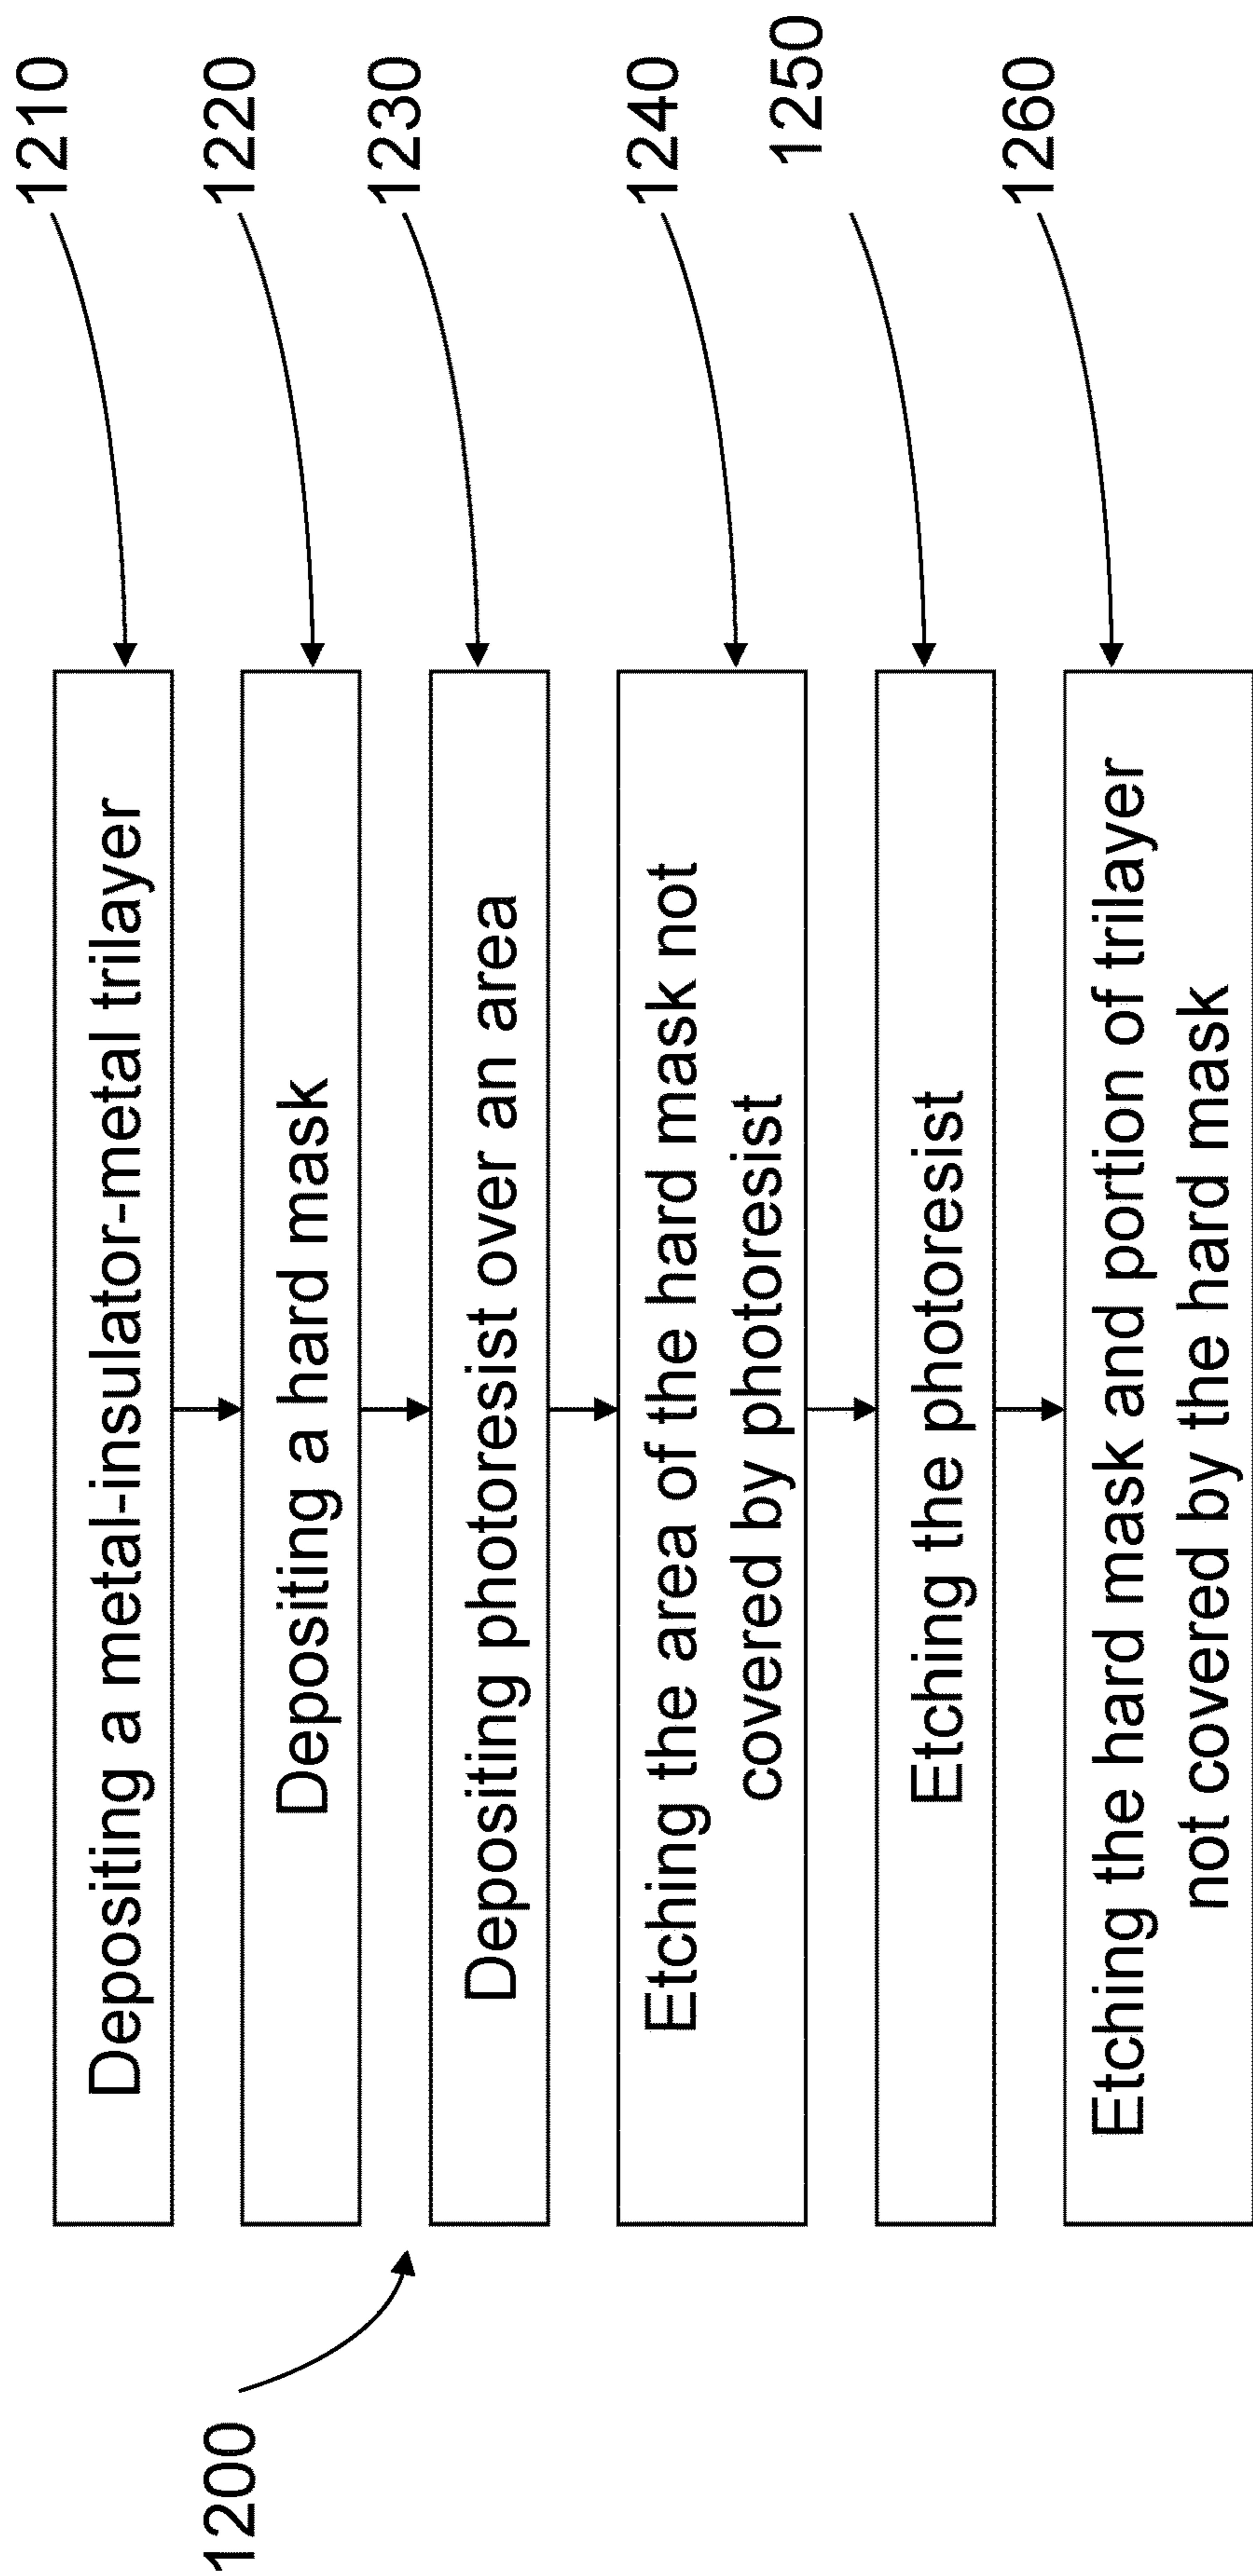 1200
Depositing a metal-insulator-metal trilayer
1210
Depositing a hard mask
1220
Depositing photoresist over an area
1230
Etching the area of the hard mask not
covered by photoresist
1240
Etching the photoresist
1250
Etching the hard mask and portion of trilayer
not covered by the hard mask
1260